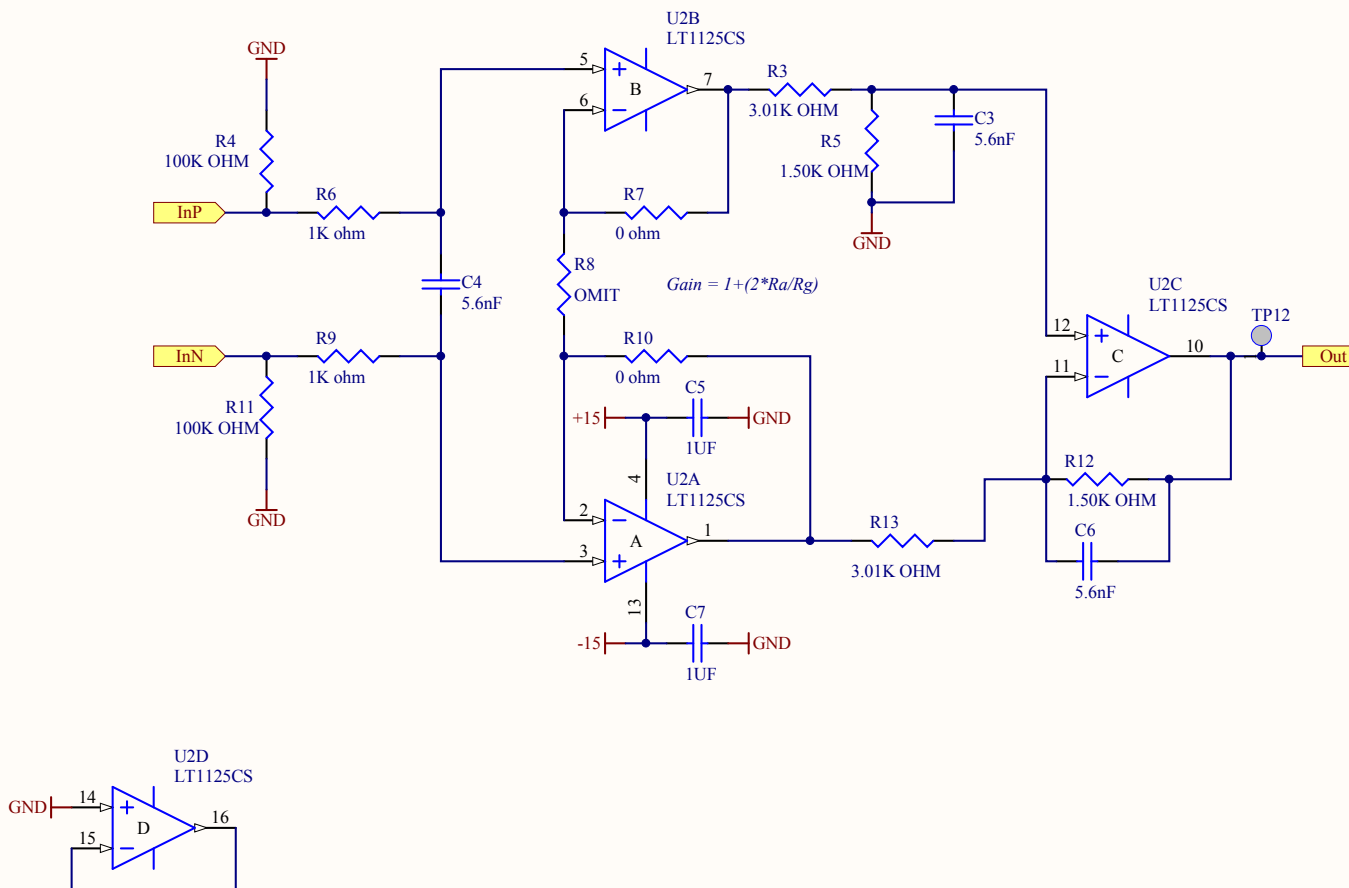 U2B
LT1125CS
GND
5
+
B
7
6
−
R3
3.01K OHM
C3
5.6nF
R4
100K OHM
R5
1.50K OHM
InP
R6
1K ohm
R7
0 ohm
GND
C4
5.6nF
R8
OMIT
Gain = 1+(2*Ra/Rg)
U2C
LT1125CS
TP12
12
+
C
10
11
−
Out
InN
R9
1K ohm
R10
0 ohm
R11
100K OHM
C5
+15
GND
1UF
4
U2A
LT1125CS
R12
1.50K OHM
GND
2
−
A
1
3
+
R13
3.01K OHM
C6
5.6nF
13
C7
-15
GND
1UF
U2D
LT1125CS
GND
14
+
D
16
15
−